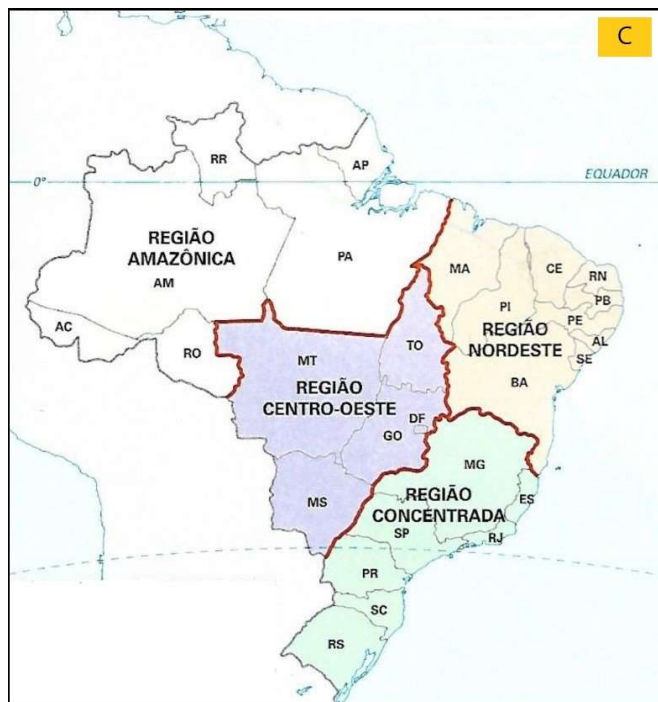 C
RR
AP
0°
EQUADOR
REGIÃO
AMAZÔNICA
AM
PA
MA
CE
RN
PB
PI
PE
AL
SE
REGIÃO
NORDESTE
AC
RO
TO
MT
REGIÃO
CENTRO-OESTE
BA
DF
GO
MG
MS
REGIÃO
CONCENTRADA
ES
SP
RJ
PR
SC
RS